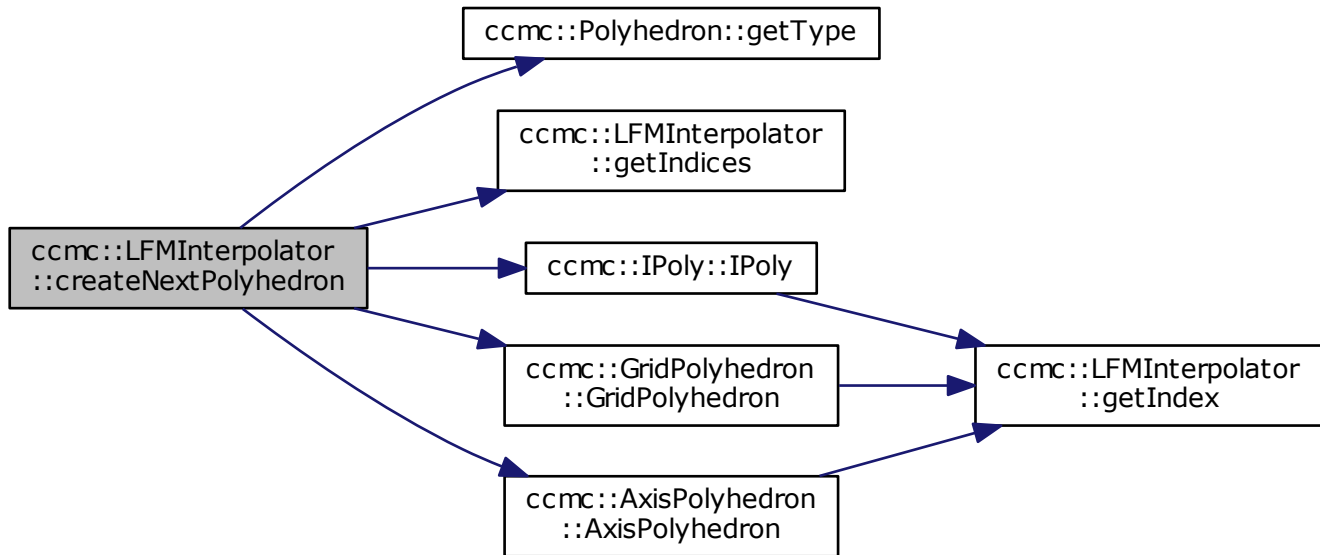 ccmc::Polyhedron::getType
ccmc::LFMInterpolator
::getIndices
ccmc::LFMInterpolator
::createNextPolyhedron
ccmc::IPoly::IPoly
ccmc::GridPolyhedron
::GridPolyhedron
ccmc::LFMInterpolator
::getIndex
ccmc::AxisPolyhedron
::AxisPolyhedron